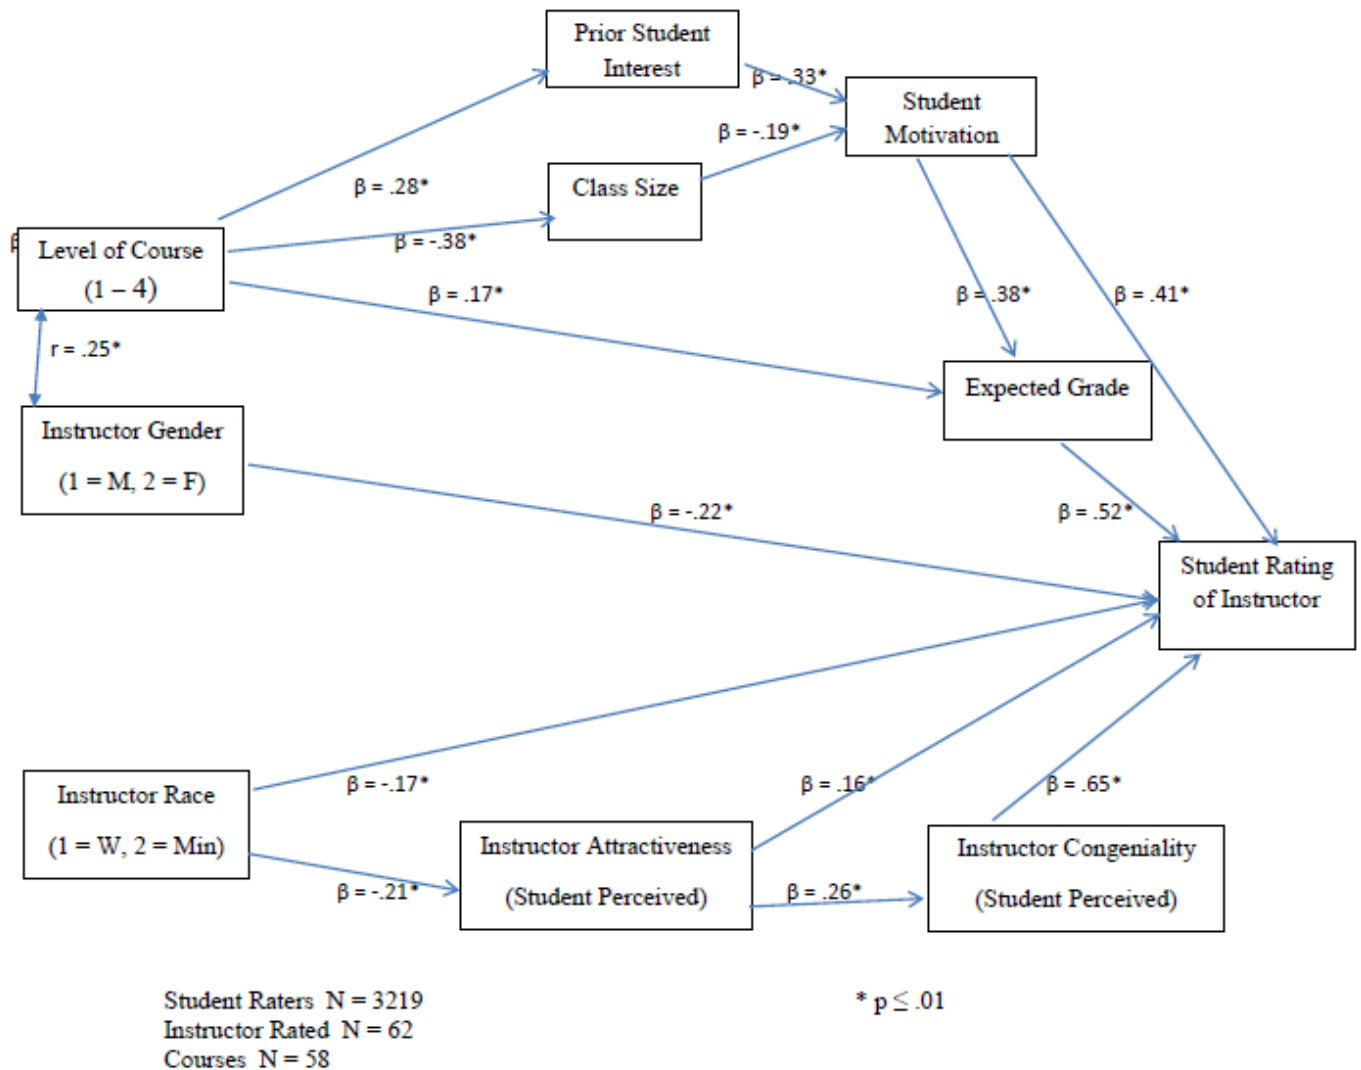 Prior Student
Interest
β = .33*
Student
Motivation
β = -.19*
Class Size
β = .28*
β
Level of Course
(1 – 4)
β = -.38*
β = .17*
β = .38*
β = .41*
r = .25*
Expected Grade
Instructor Gender
(1 = M, 2 = F)
β = -.22*
β = .52*
Student Rating
of Instructor
Instructor Race
(1 = W, 2 = Min)
β = -.17*
β = .16*
β = .65*
Instructor Attractiveness
(Student Perceived)
Instructor Congeniality
(Student Perceived)
β = -.21*
β = .26*
Student Raters N = 3219
* p ≤ .01
Instructor Rated N = 62
Courses N = 58